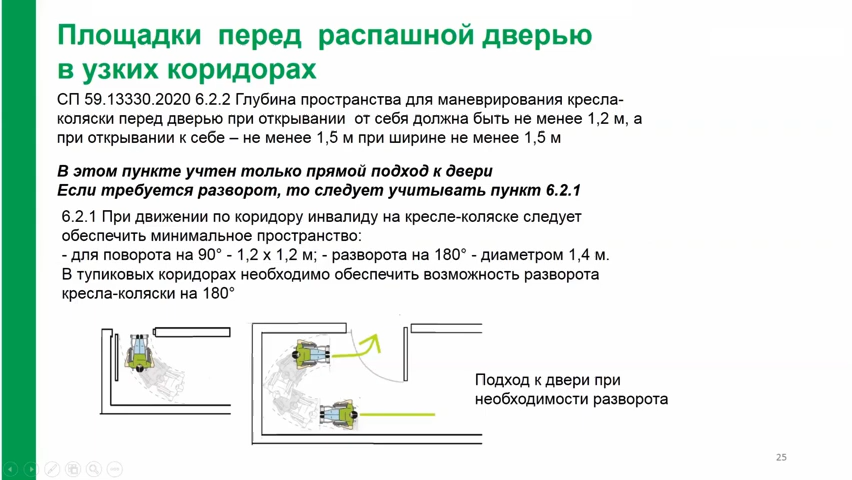 Площадки перед распашной дверью
в узких коридорах
СП 59.13330.2020 6.2.2 Глубина пространства для маневрирования кресла-
коляски перед дверью при открывании от себя должна быть не менее 1,2 м, а
при открывании к себе – не менее 1,5 м при ширине не менее 1,5 м
В этом пункте учтен только прямой подход к двери
Если требуется разворот, то следует учитывать пункт 6.2.1
6.2.1 При движении по коридору инвалиду на кресле-коляске следует
обеспечить минимальное пространство:
- для поворота на 90° - 1,2 х 1,2 м; - разворота на 180° - диаметром 1,4 м.
В тупиковых коридорах необходимо обеспечить возможность разворота
кресла-коляски на 180°
Подход к двери при
необходимости разворота
25